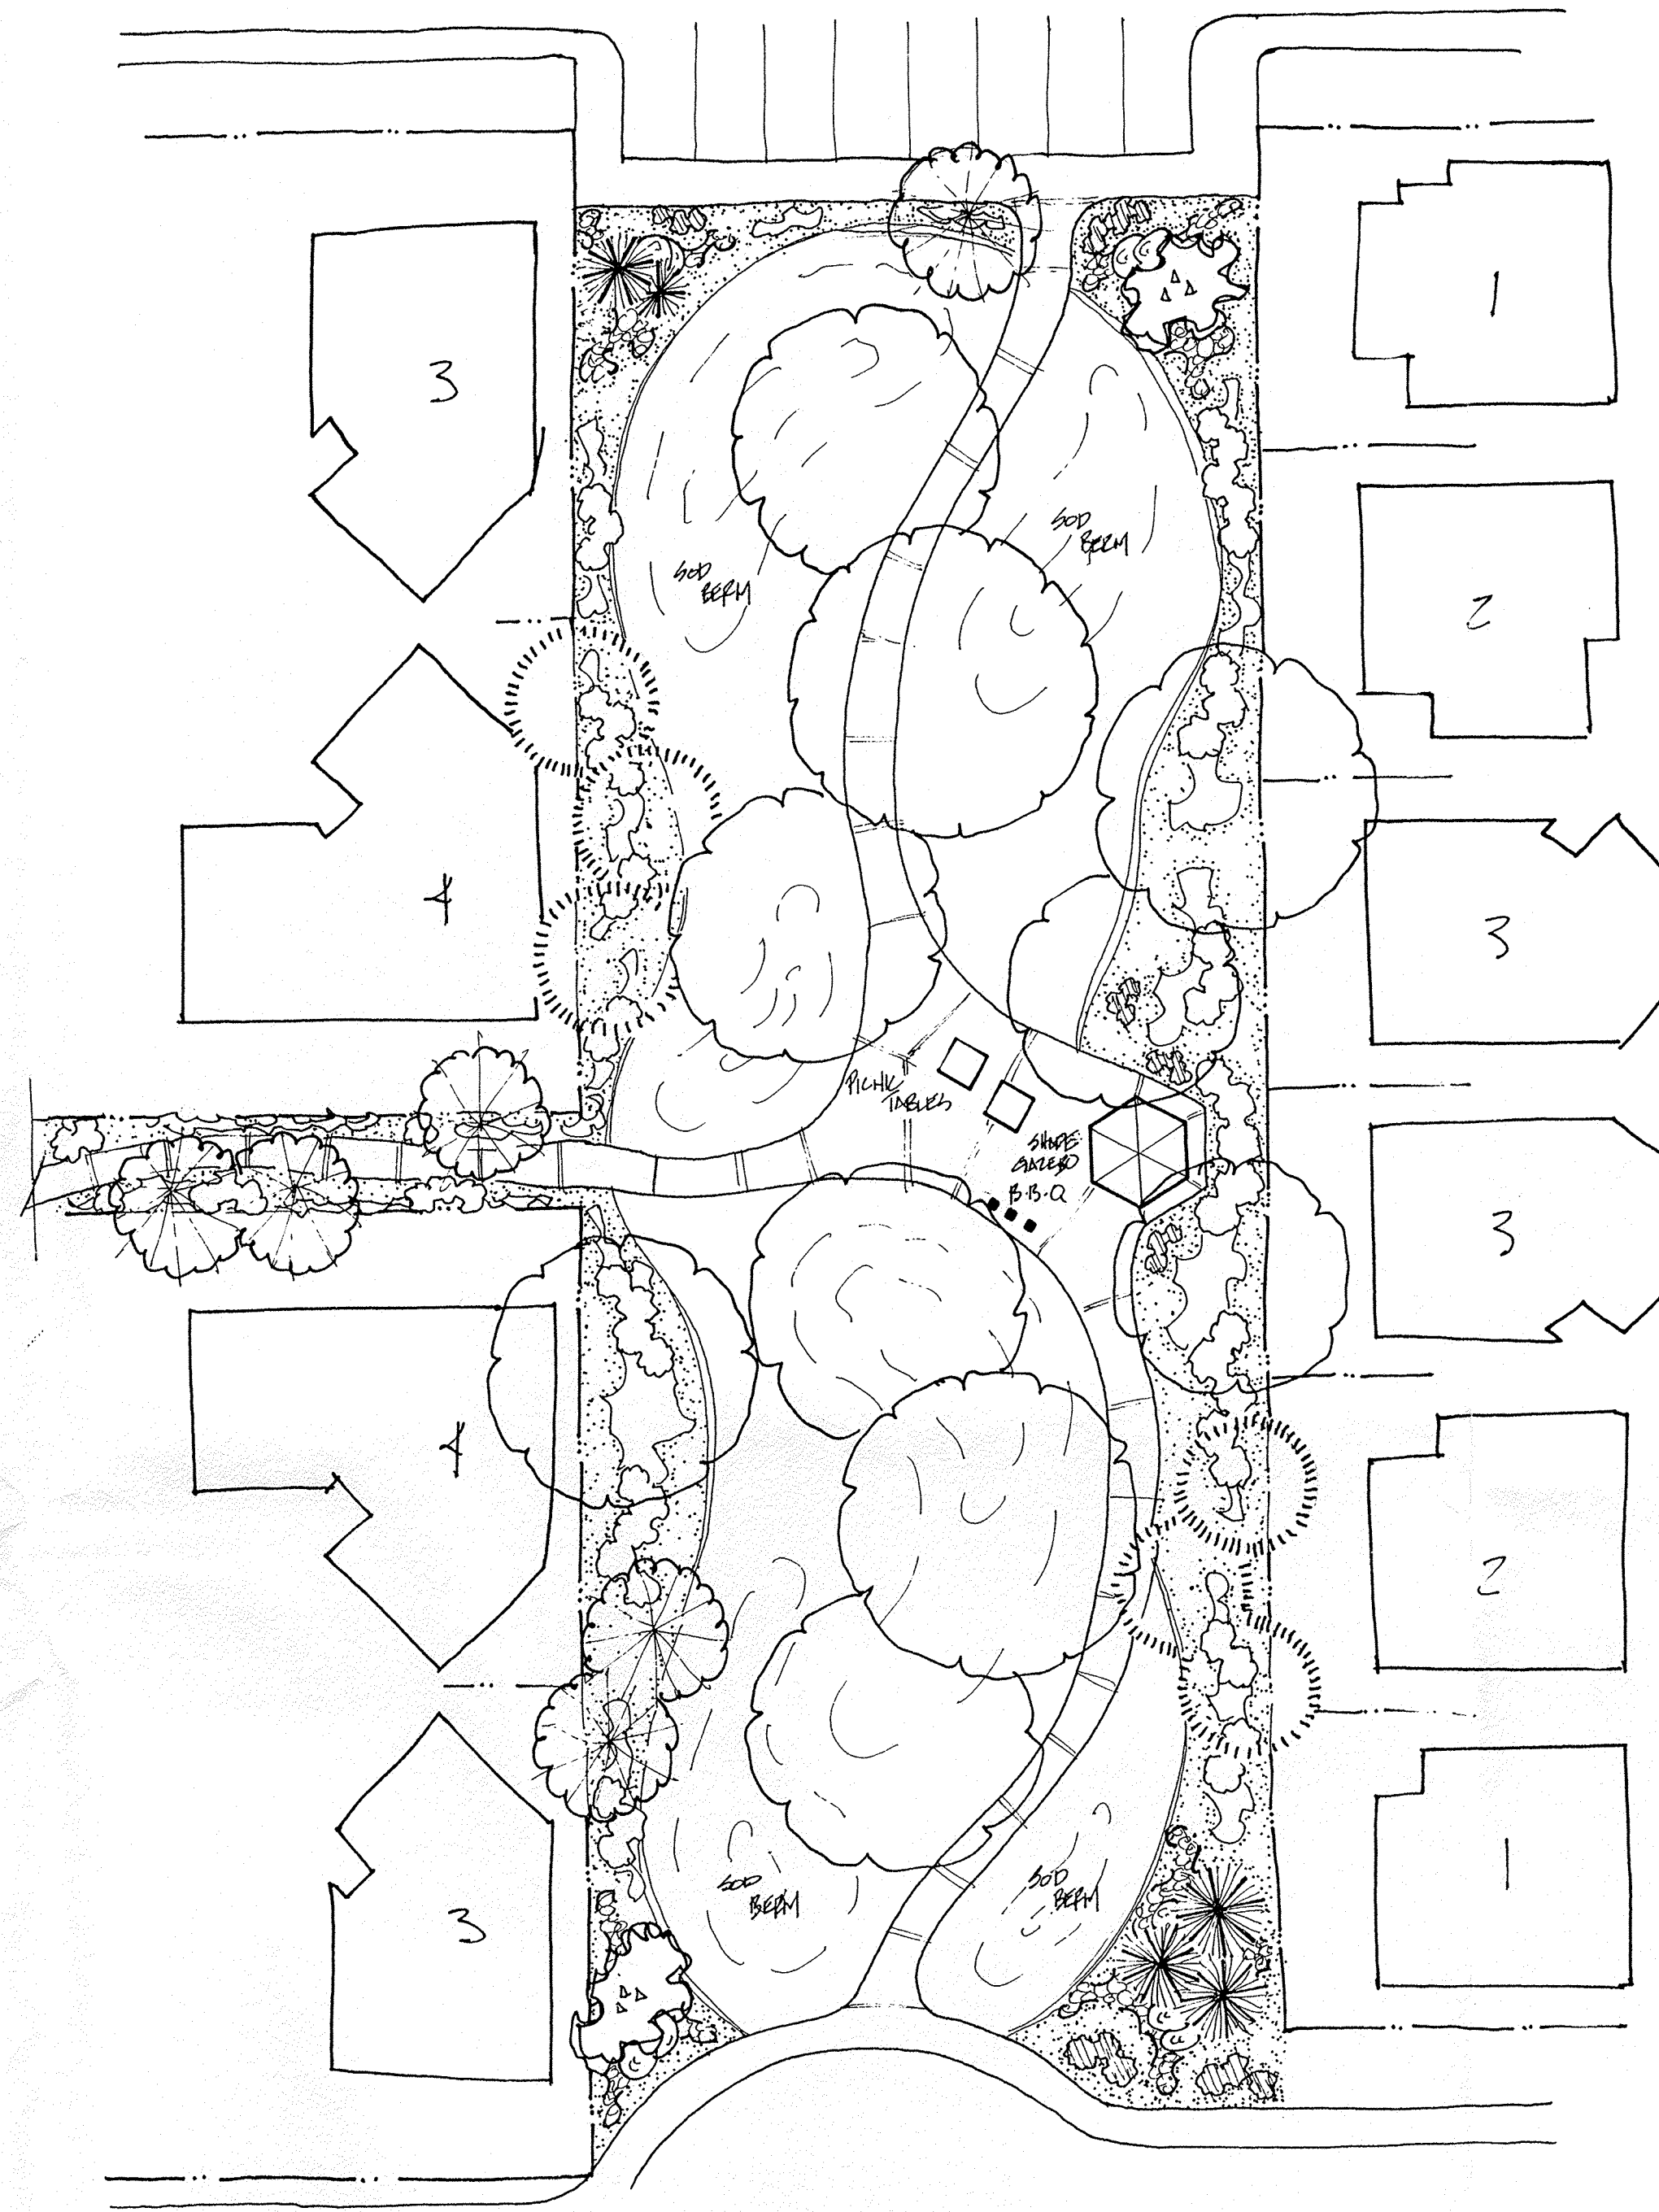 1
3
SOD
BERM
SOD
BERM
2
4
3
PICNIC
TABLES
SHADE
GAZEBO
B.B.Q
3
4
2
SOD
BERM
SOD
BERM
1
3